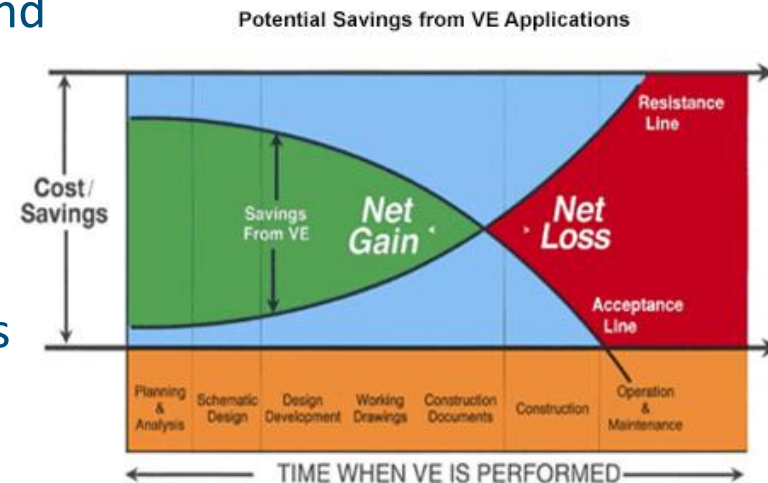 nd
Potential Savings from VE Applications
Resistance
Line
Cost/
Savings
Savings
From VE
Net
Gain
Net
Loss
s
Acceptance
Line
Planning
&
Analysis
Schematic
Design
Design
Development
Working
Drawings
Construction
Documents
Construction
Operation
&
Maintenance
TIME WHEN VE IS PERFORMED